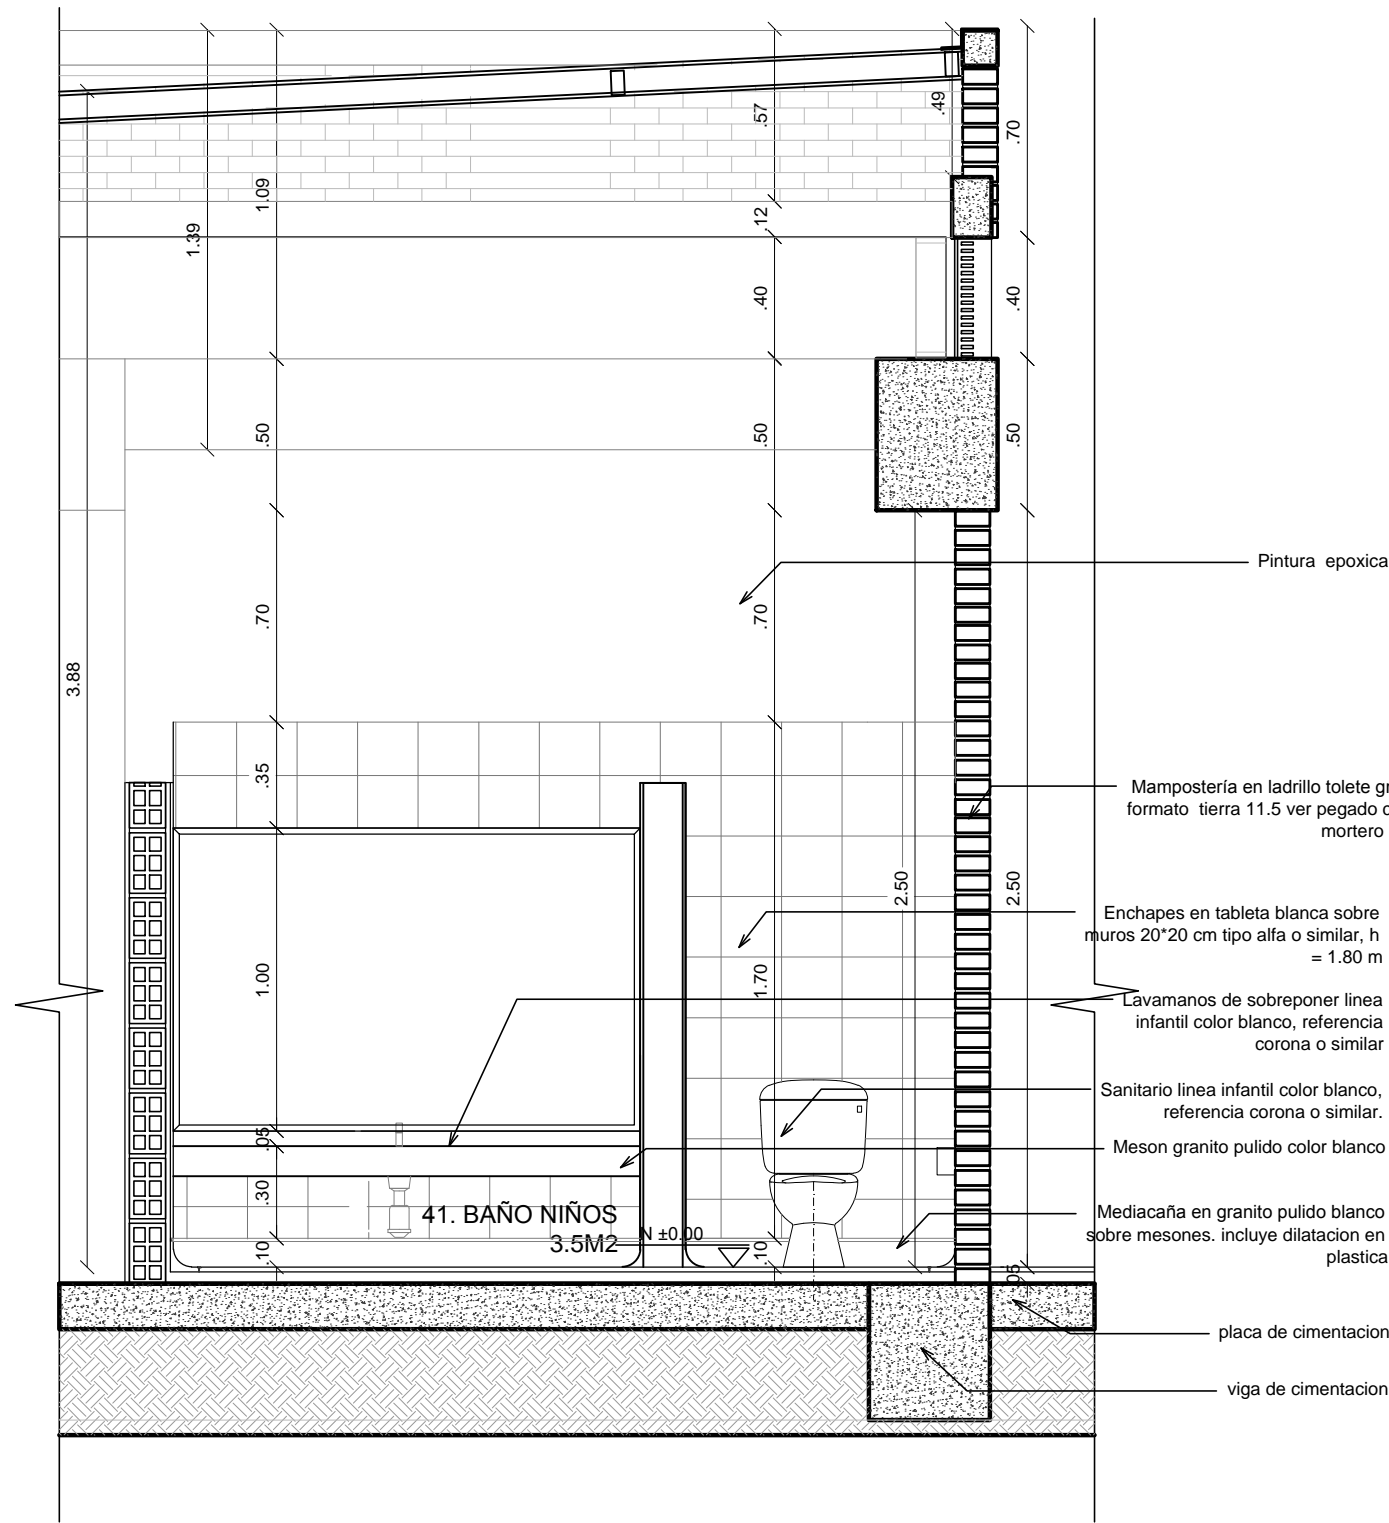 .49
.57
.70
1.09
.12
1.39
.40
.40
.50
.50
.50
Pintura epoxica
.70
.70
3.88
.35
Mampostería en ladrillo tolete
formato tierra 11.5 ver pegado
mortero
2.50
2.50
Enchapes en tableta blanca sobre
muros 20*20 cm tipo alfa o similar, h
= 1.80 m
1.00
1.70
Lavamanos de sobreponer linea
infantil color blanco, referencia
corona o similar
Sanitario linea infantil color blanco,
referencia corona o similar.
.05
Meson granito pulido color blanco
.30
41. BAÑO NIÑOS
3.5M2
N ±0.00
Mediacaña en granito pulido blanco
sobre mesones. incluye dilatacion en
plastica
.10
.10
.05
placa de cimentacion
viga de cimentacion